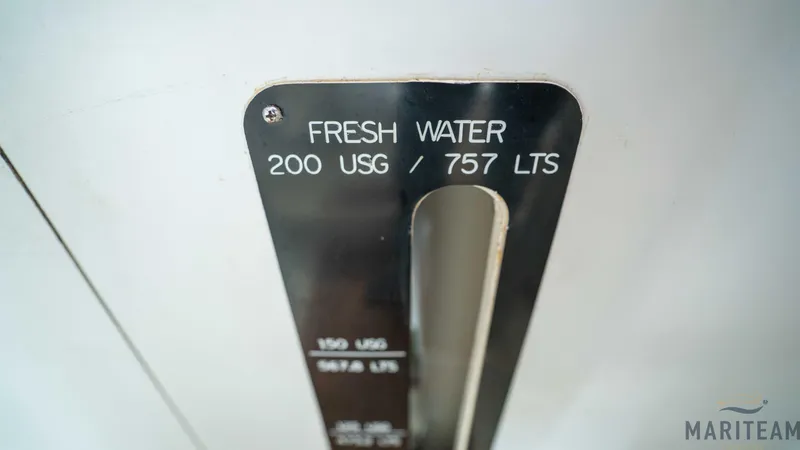 FRESH WATER
200 USG / 757 LTS
150 USG
567.8 LTS
MARITEAM